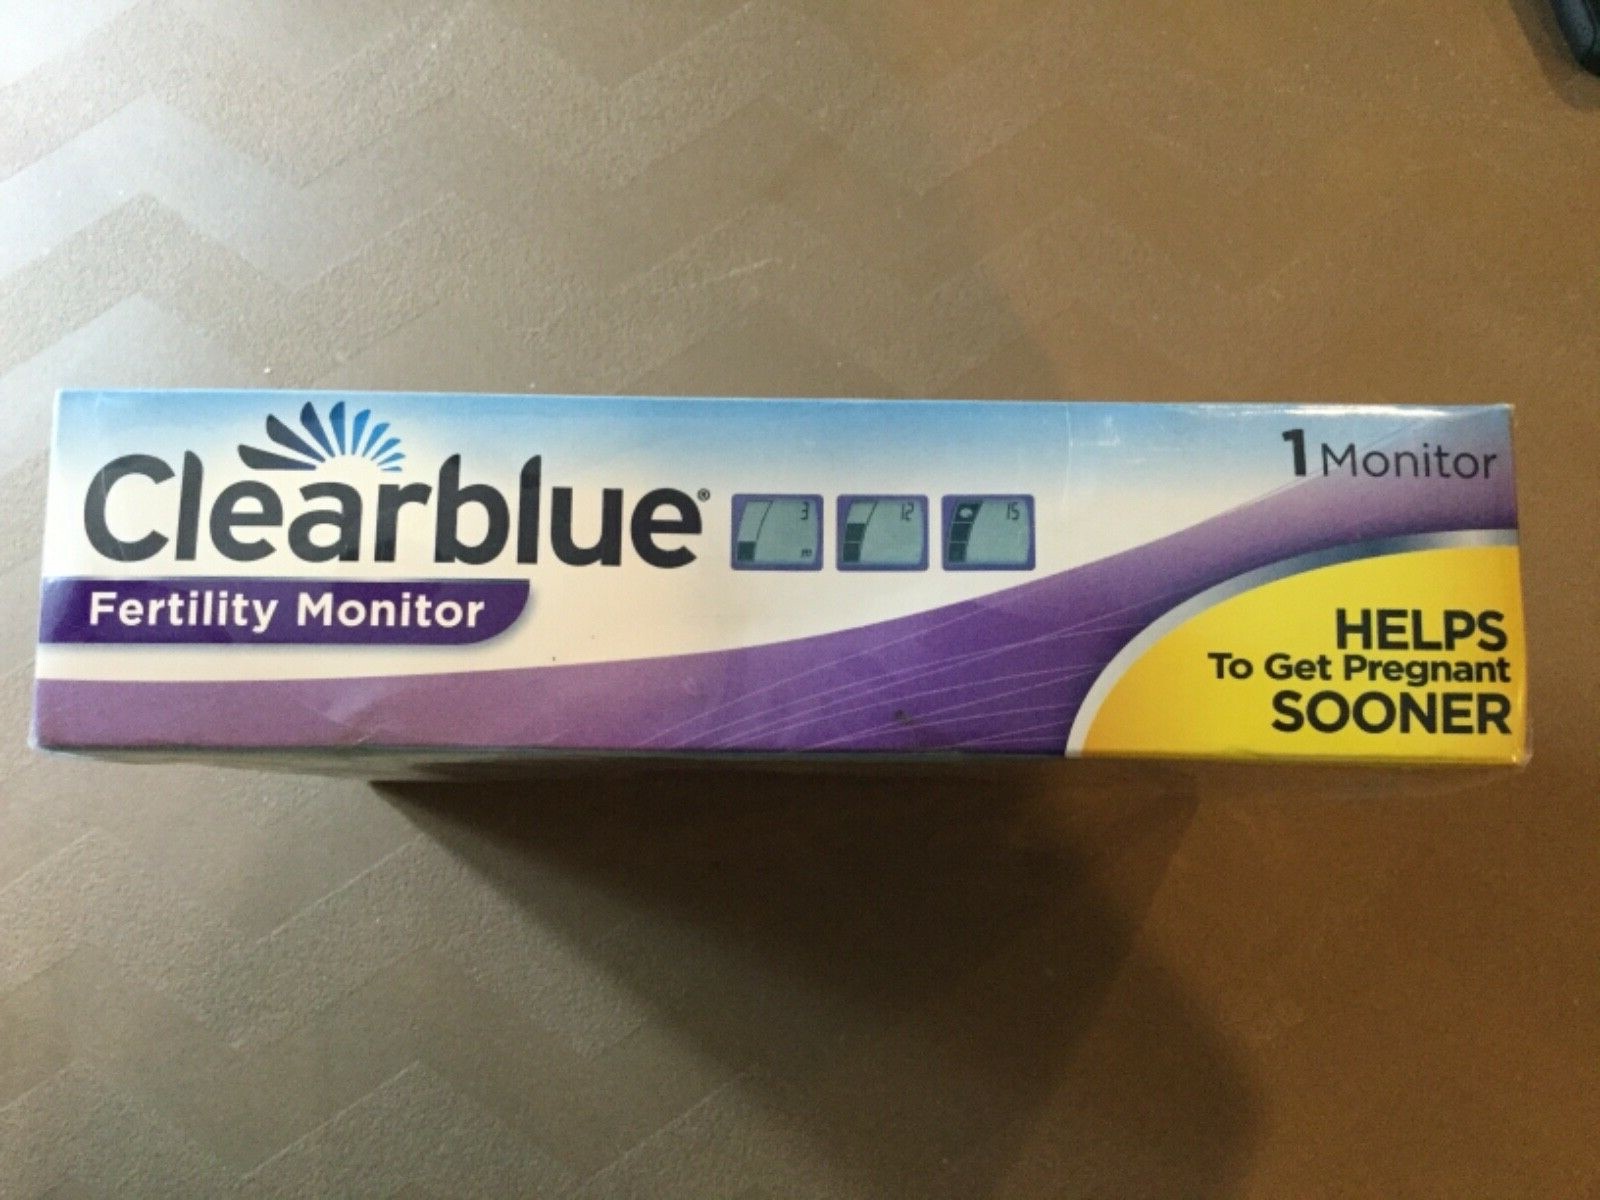 Clearblue®
Fertility Monitor
3
m
12
15
1 Monitor
HELPS
To Get Pregnant
SOONER